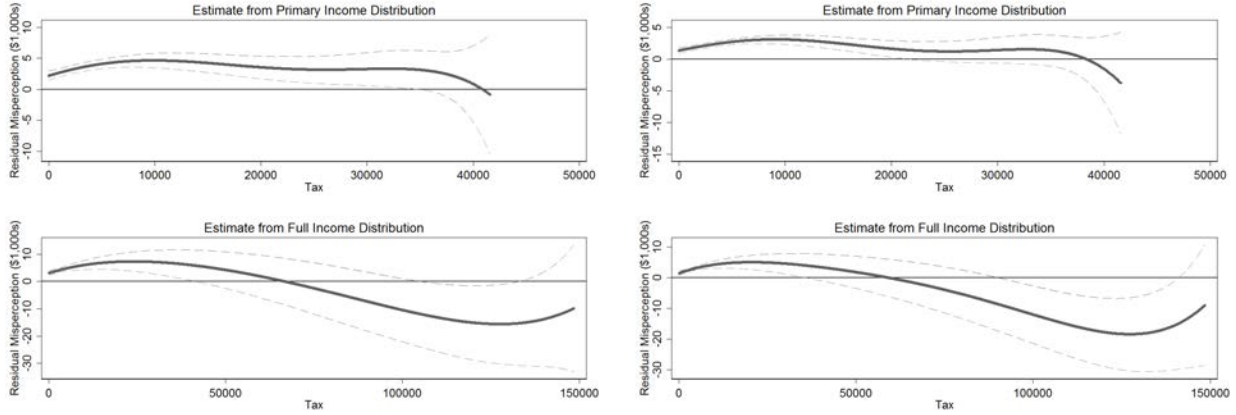 Estimate from Primary Income Distribution
Residual Misperception ($1,000s)
10
5
0
-5
-10
0 10000 20000 30000 40000 50000
Tax
Estimate from Primary Income Distribution
Residual Misperception ($1,000s)
5
0
-5
-10
-15
0 10000 20000 30000 40000 50000
Tax
Estimate from Full Income Distribution
Residual Misperception ($1,000s)
10
0
-10
-20
-30
0 50000 100000 150000
Tax
Estimate from Full Income Distribution
Residual Misperception ($1,000s)
10
0
-10
-20
-30
0 50000 100000 150000
Tax